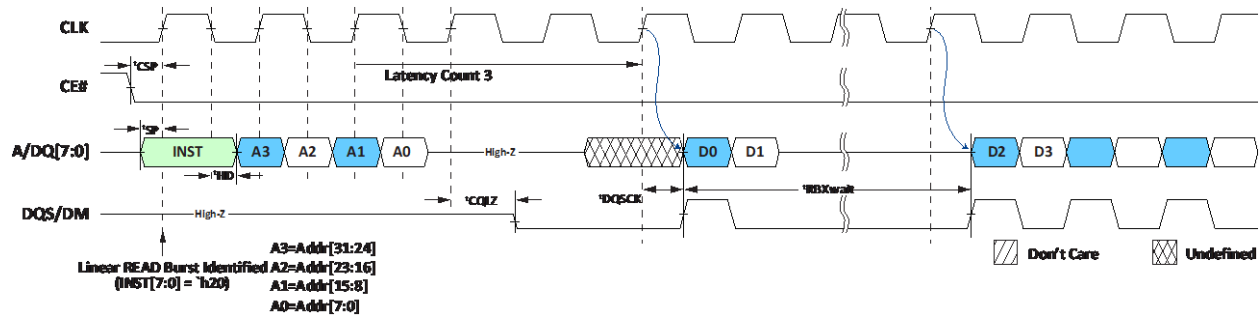 CLK
tCSP
Latency Count 3
CE#
tSP
A/DQ[7:0]
INST
A3
A2
A1
A0
High-Z
D0
D1
D2
D3
tHD
tCQLZ
tDQSCK
tRBXwait
DQS/DM
High-Z
Linear READ Burst Identified
(INST[7:0] = `h20)
A3=Addr[31:24]
A2=Addr[23:16]
A1=Addr[15:8]
A0=Addr[7:0]
Don't Care
Undefined